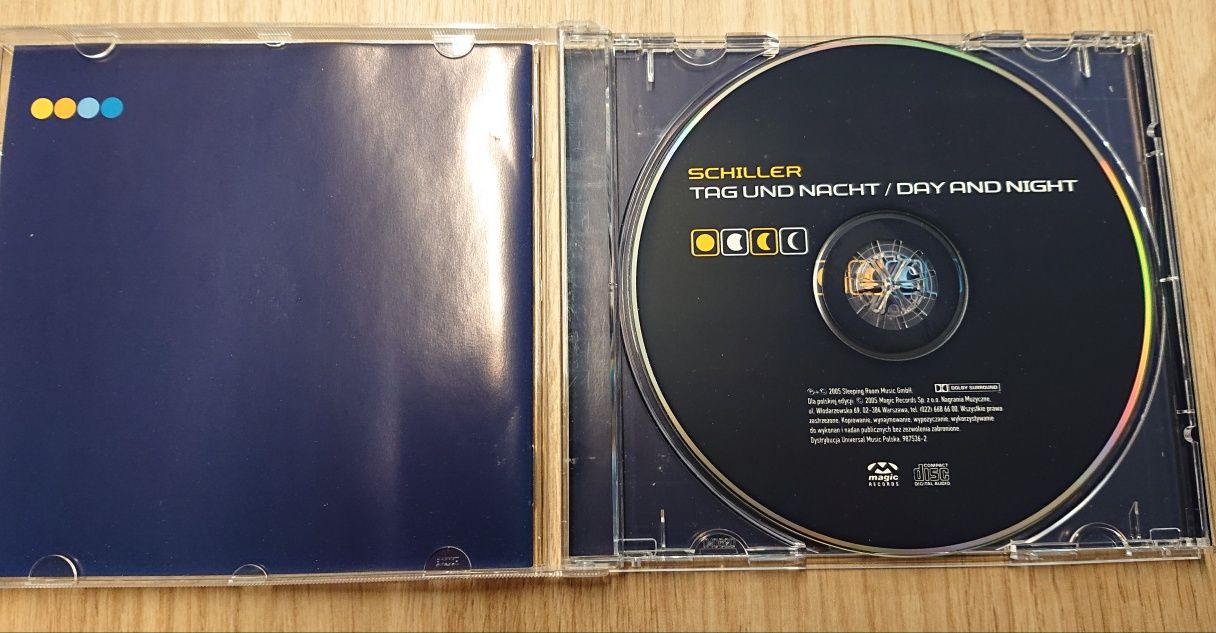 SCHILLER
TAG UND NACHT / DAY AND NIGHT
℗ + © 2005 Sleeping Room Music GmbH.
DOLBY SURROUND
Dla polskiej edycji: © 2005 Magic Records Sp. z o.o. Nagrania Muzyczne,
ul. Włodarzewska 69, 02-384 Warszawa, tel. (022) 668 66 00. Wszystkie prawa
zastrzeżone. Kopiowanie, wynajmowanie, wypożyczanie, wykorzystywanie
do wykonań i nadań publicznych bez zezwolenia zabronione.
Dystrybucja Universal Music Polska. 987536-2
magic
RECORDS
COMPACT
disc
DIGITAL AUDIO